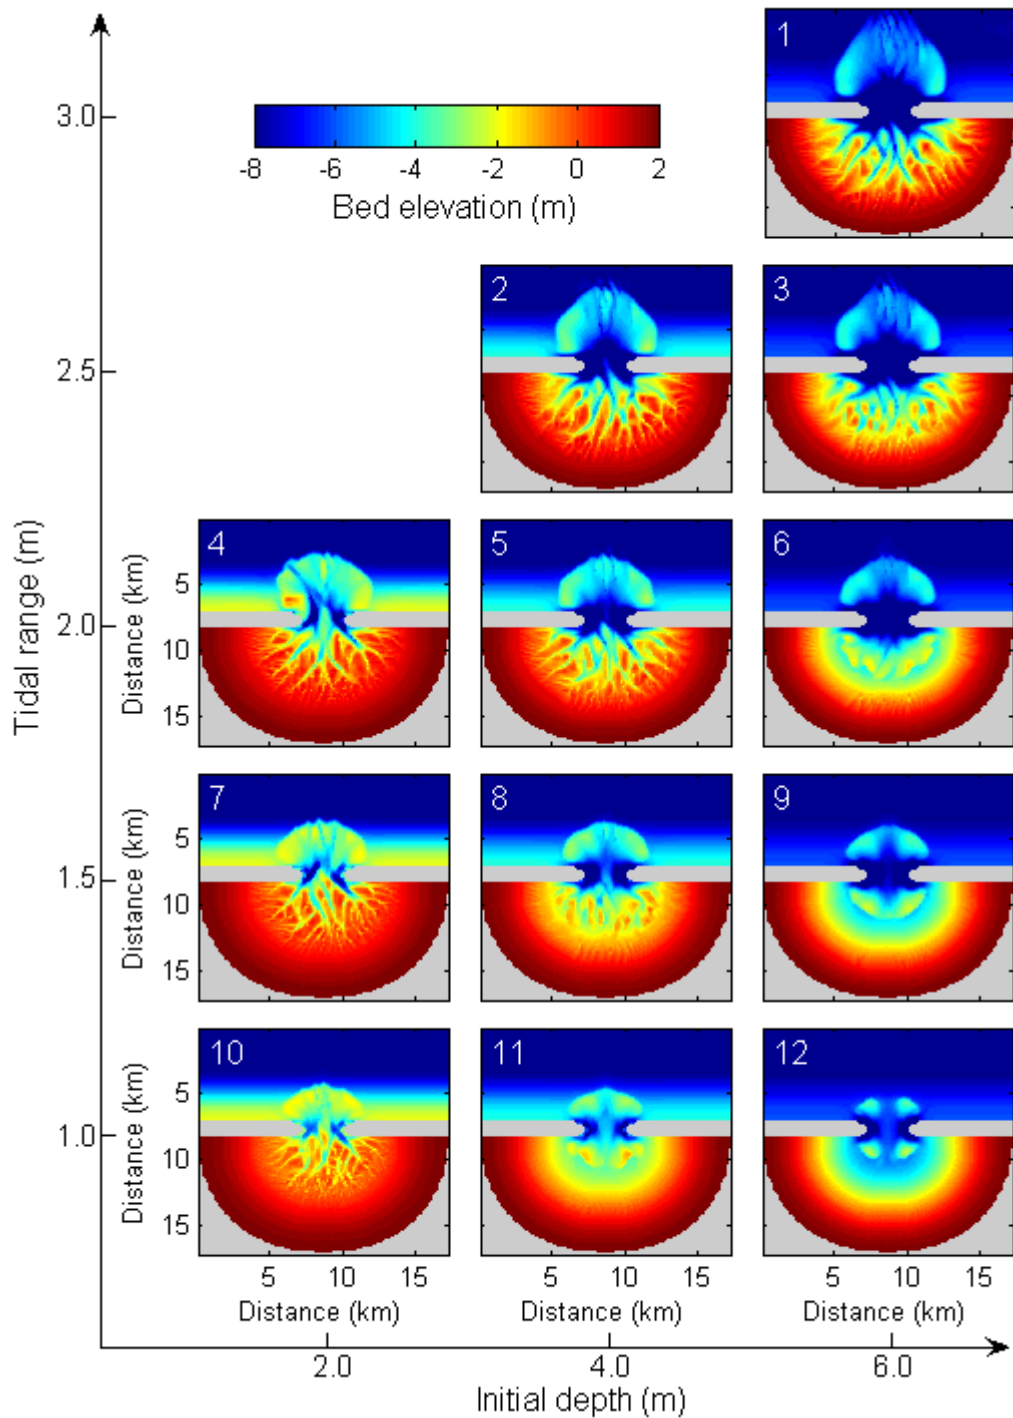 1
3.0
-8 -6 -4 -2 0 2
Bed elevation (m)
2 3
2.5
Tidal range (m)
4 5 6
Distance (km)
5
10
15
2.0
7 8 9
Distance (km)
5
10
15
1.5
10 11 12
Distance (km)
5
10
15
1.0
5 10 15 5 10 15 5 10 15
Distance (km) Distance (km) Distance (km)
2.0 4.0 6.0
Initial depth (m)